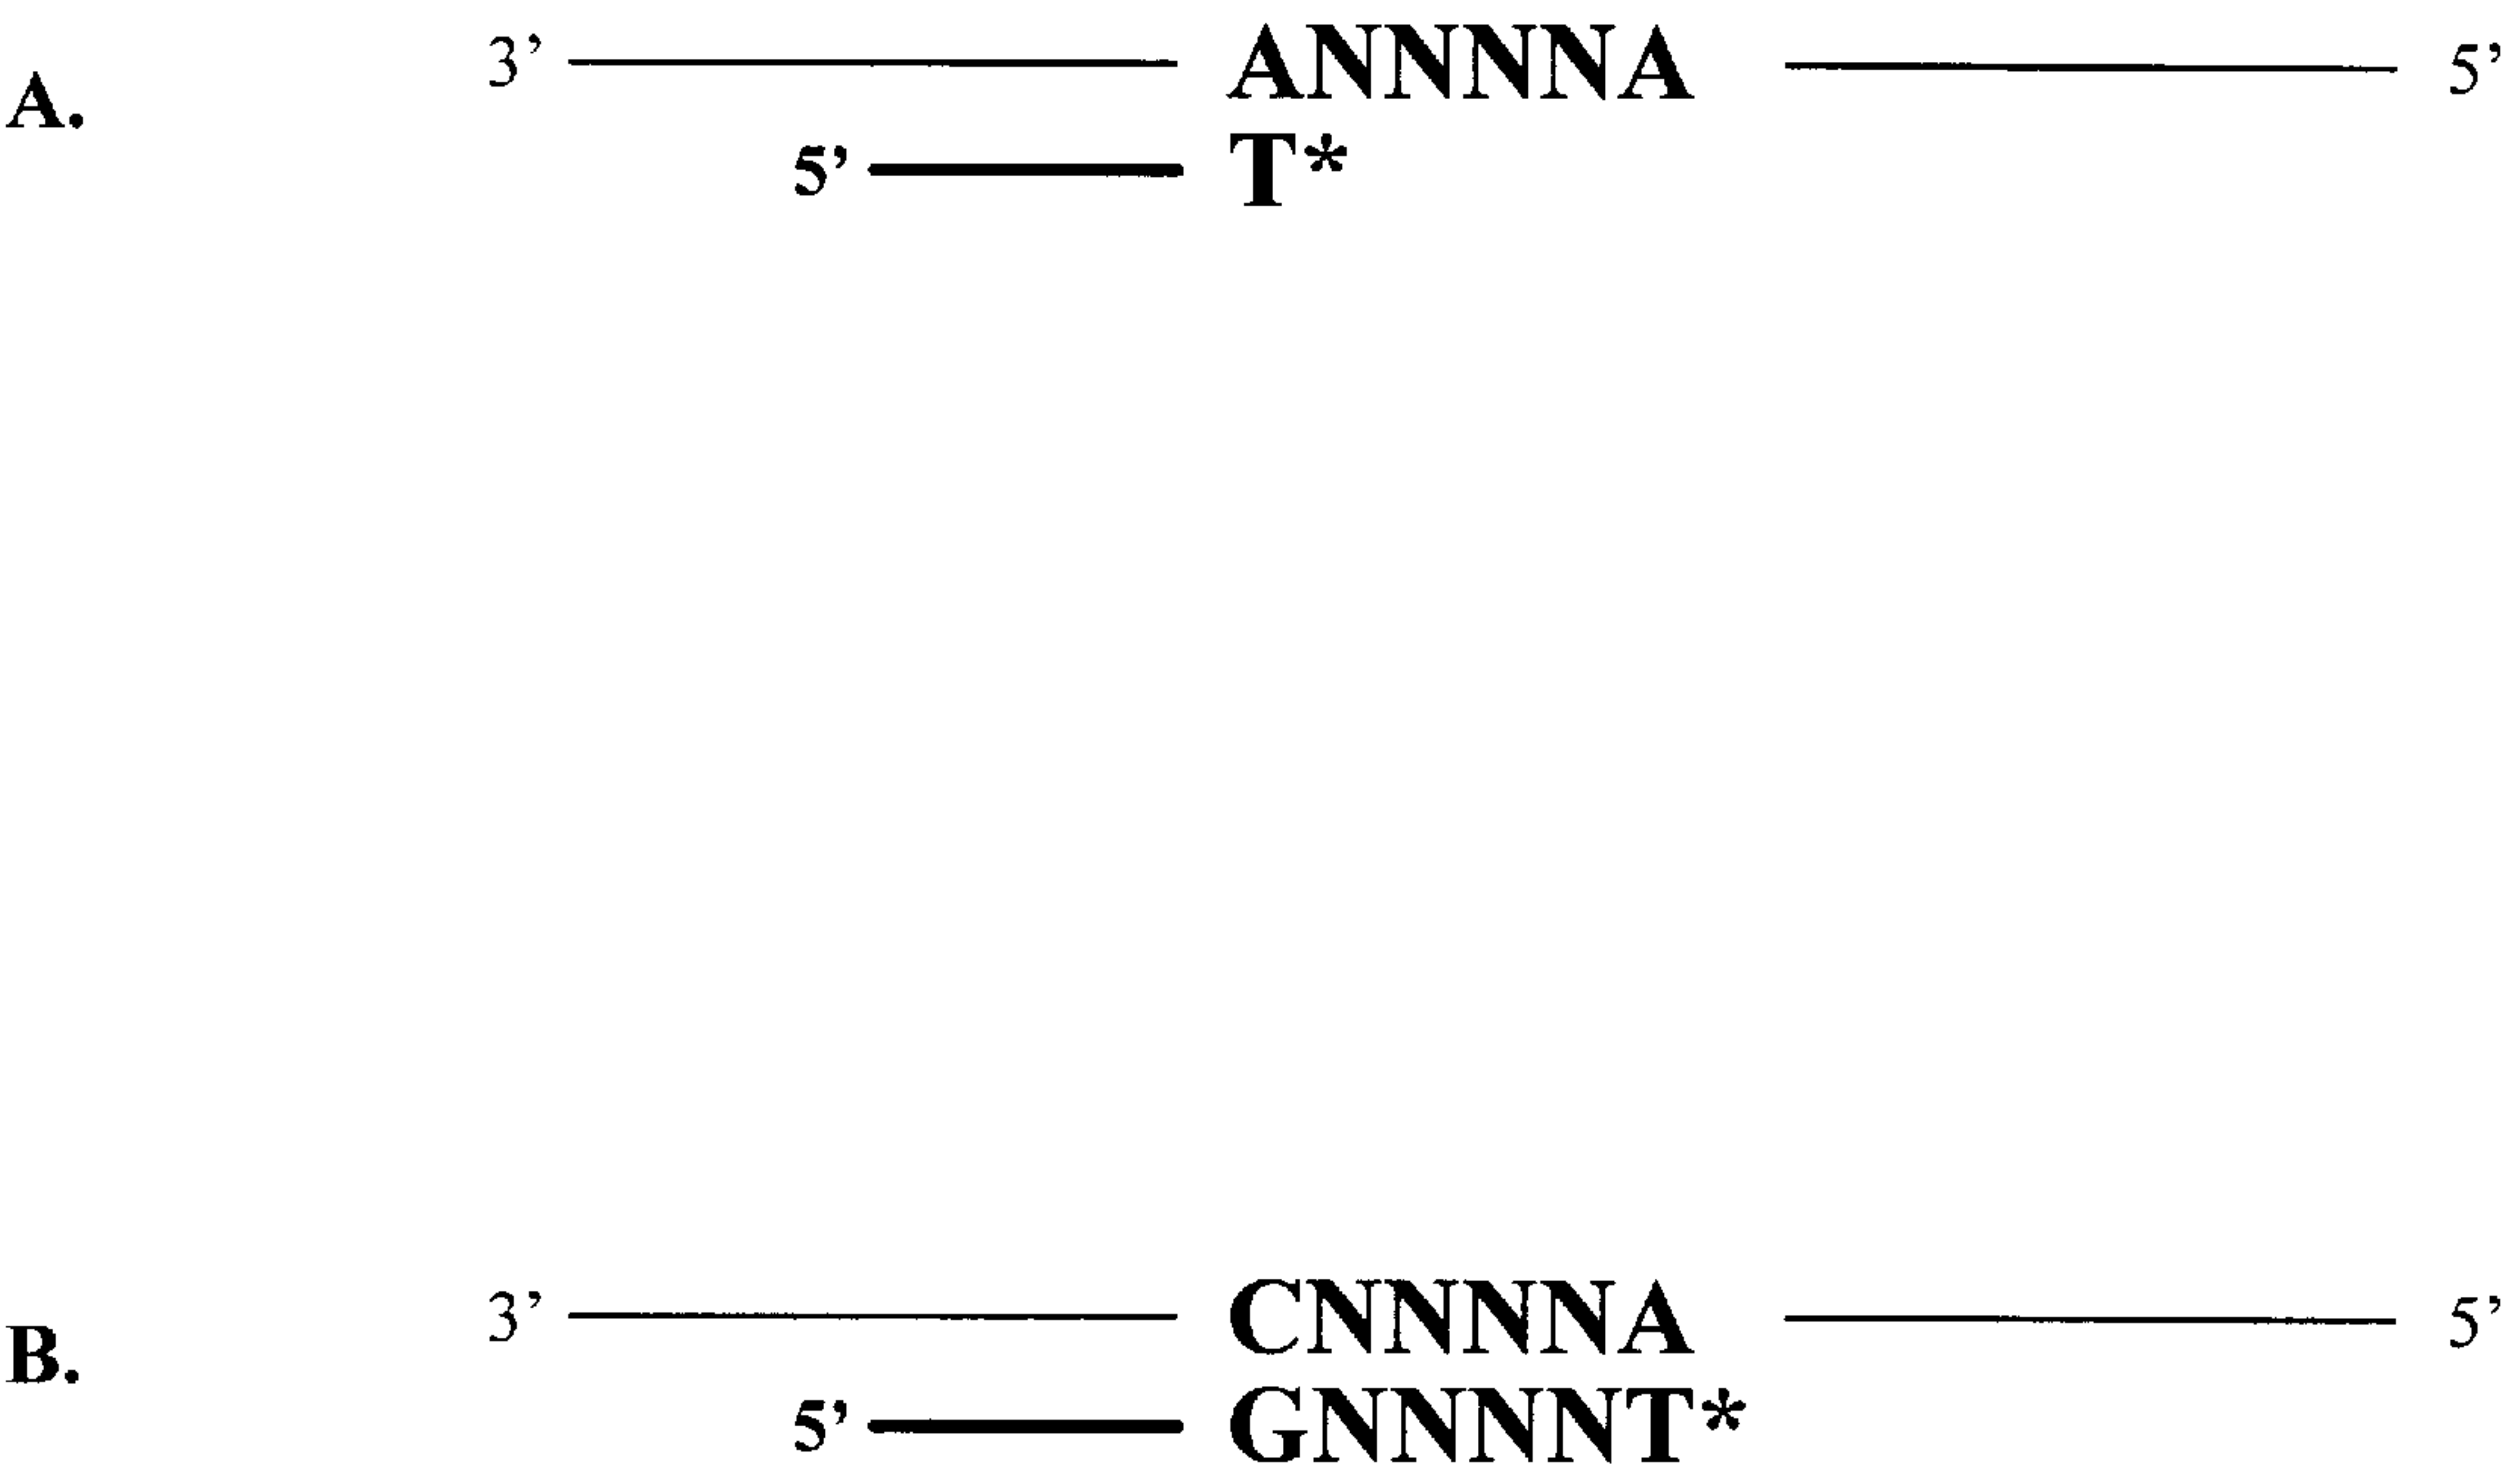 A. 3’ ANNNNA 5’
5’ T*
B. 3’ CNNNNA 5’
5’ GNNNNT*